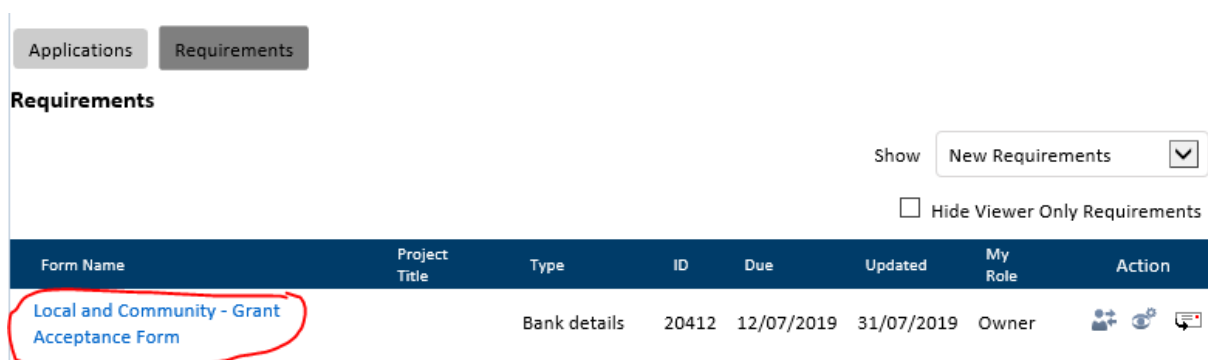 Applications Requirements
Requirements
Show New Requirements
Hide Viewer Only Requirements
Form Name Project Title Type ID Due Updated My Role Action
Local and Community - Grant
Acceptance Form Bank details 20412 12/07/2019 31/07/2019 Owner